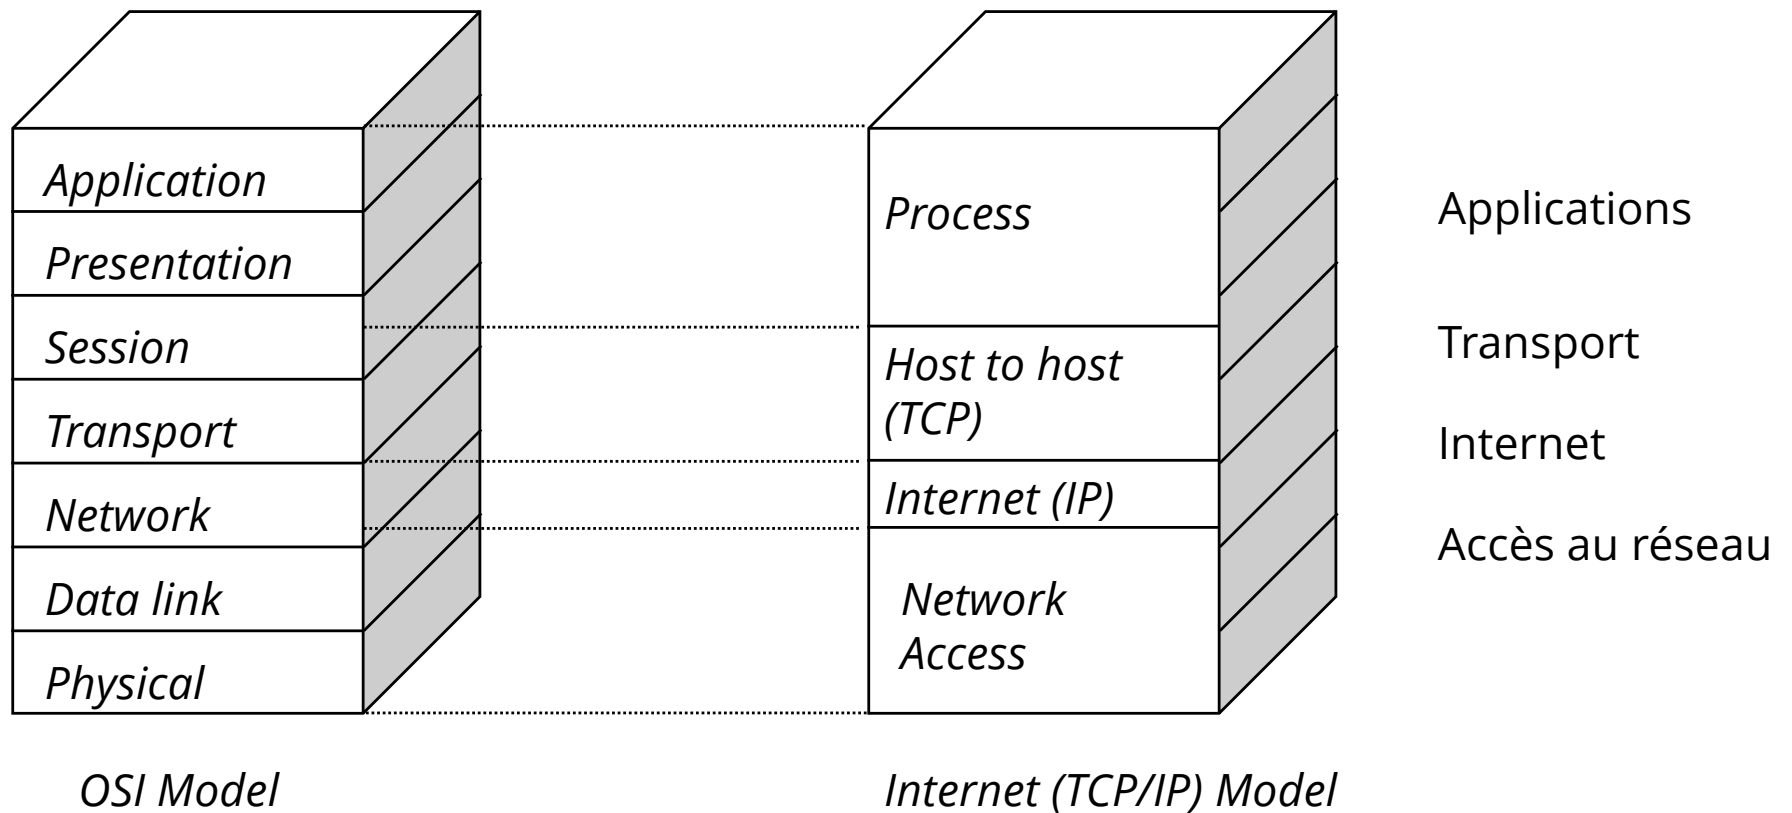 Application
Presentation
Session
Transport
Network
Data link
Physical
OSI Model
Process
Host to host
(TCP)
Internet (IP)
Network
Access
Internet (TCP/IP) Model
Applications
Transport
Internet
Accès au réseau